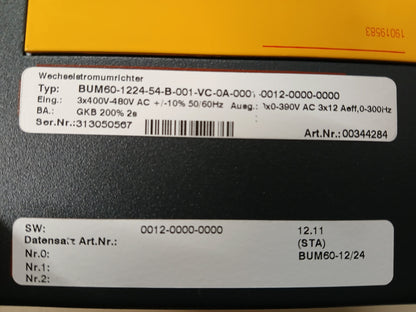 19019583
Wechselstromumrichter
Typ: BUM60-1224-54-B-001-VC-0A-0001-0012-0000-0000
Eing.: 3x400V-480V AC +/-10% 50/60Hz Ausg.: 3x0-390V AC 3x12 Aeff,0-300Hz
BA.: GKB 200% 2s
Ser.Nr.:313050567 Art.Nr.: 00344284
SW: 0012-0000-0000 12.11
Datensatz Art.Nr.: (STA)
Nr.0: BUM60-12/24
Nr.1:
Nr.2: